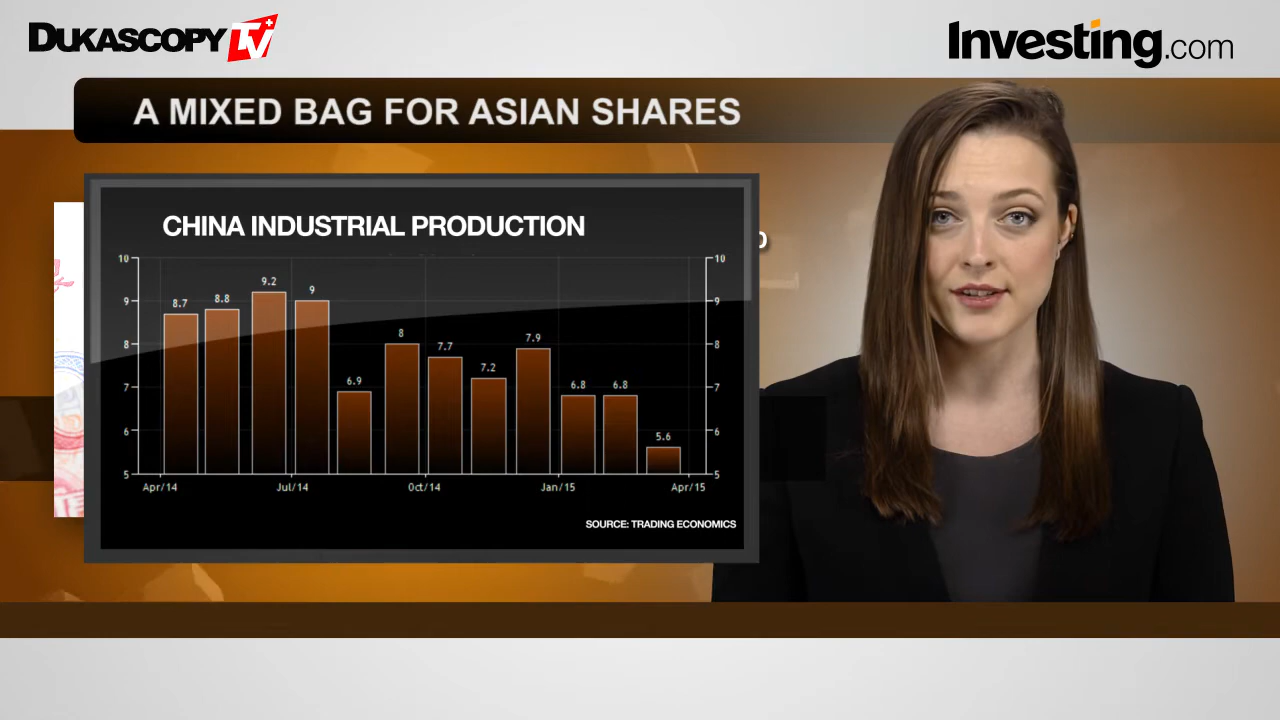 DUKASCOPY TV
Investing.com
A MIXED BAG FOR ASIAN SHARES
CHINA INDUSTRIAL PRODUCTION
10 10
9.2
9 9 9
8.7 8.8
8 8 8
7.9
7.7
7.2
7 7
6.9 6.8 6.8
6 6
5.6
5 5
Apr/14 Jul/14 Oct/14 Jan/15 Apr/15
SOURCE: TRADING ECONOMICS